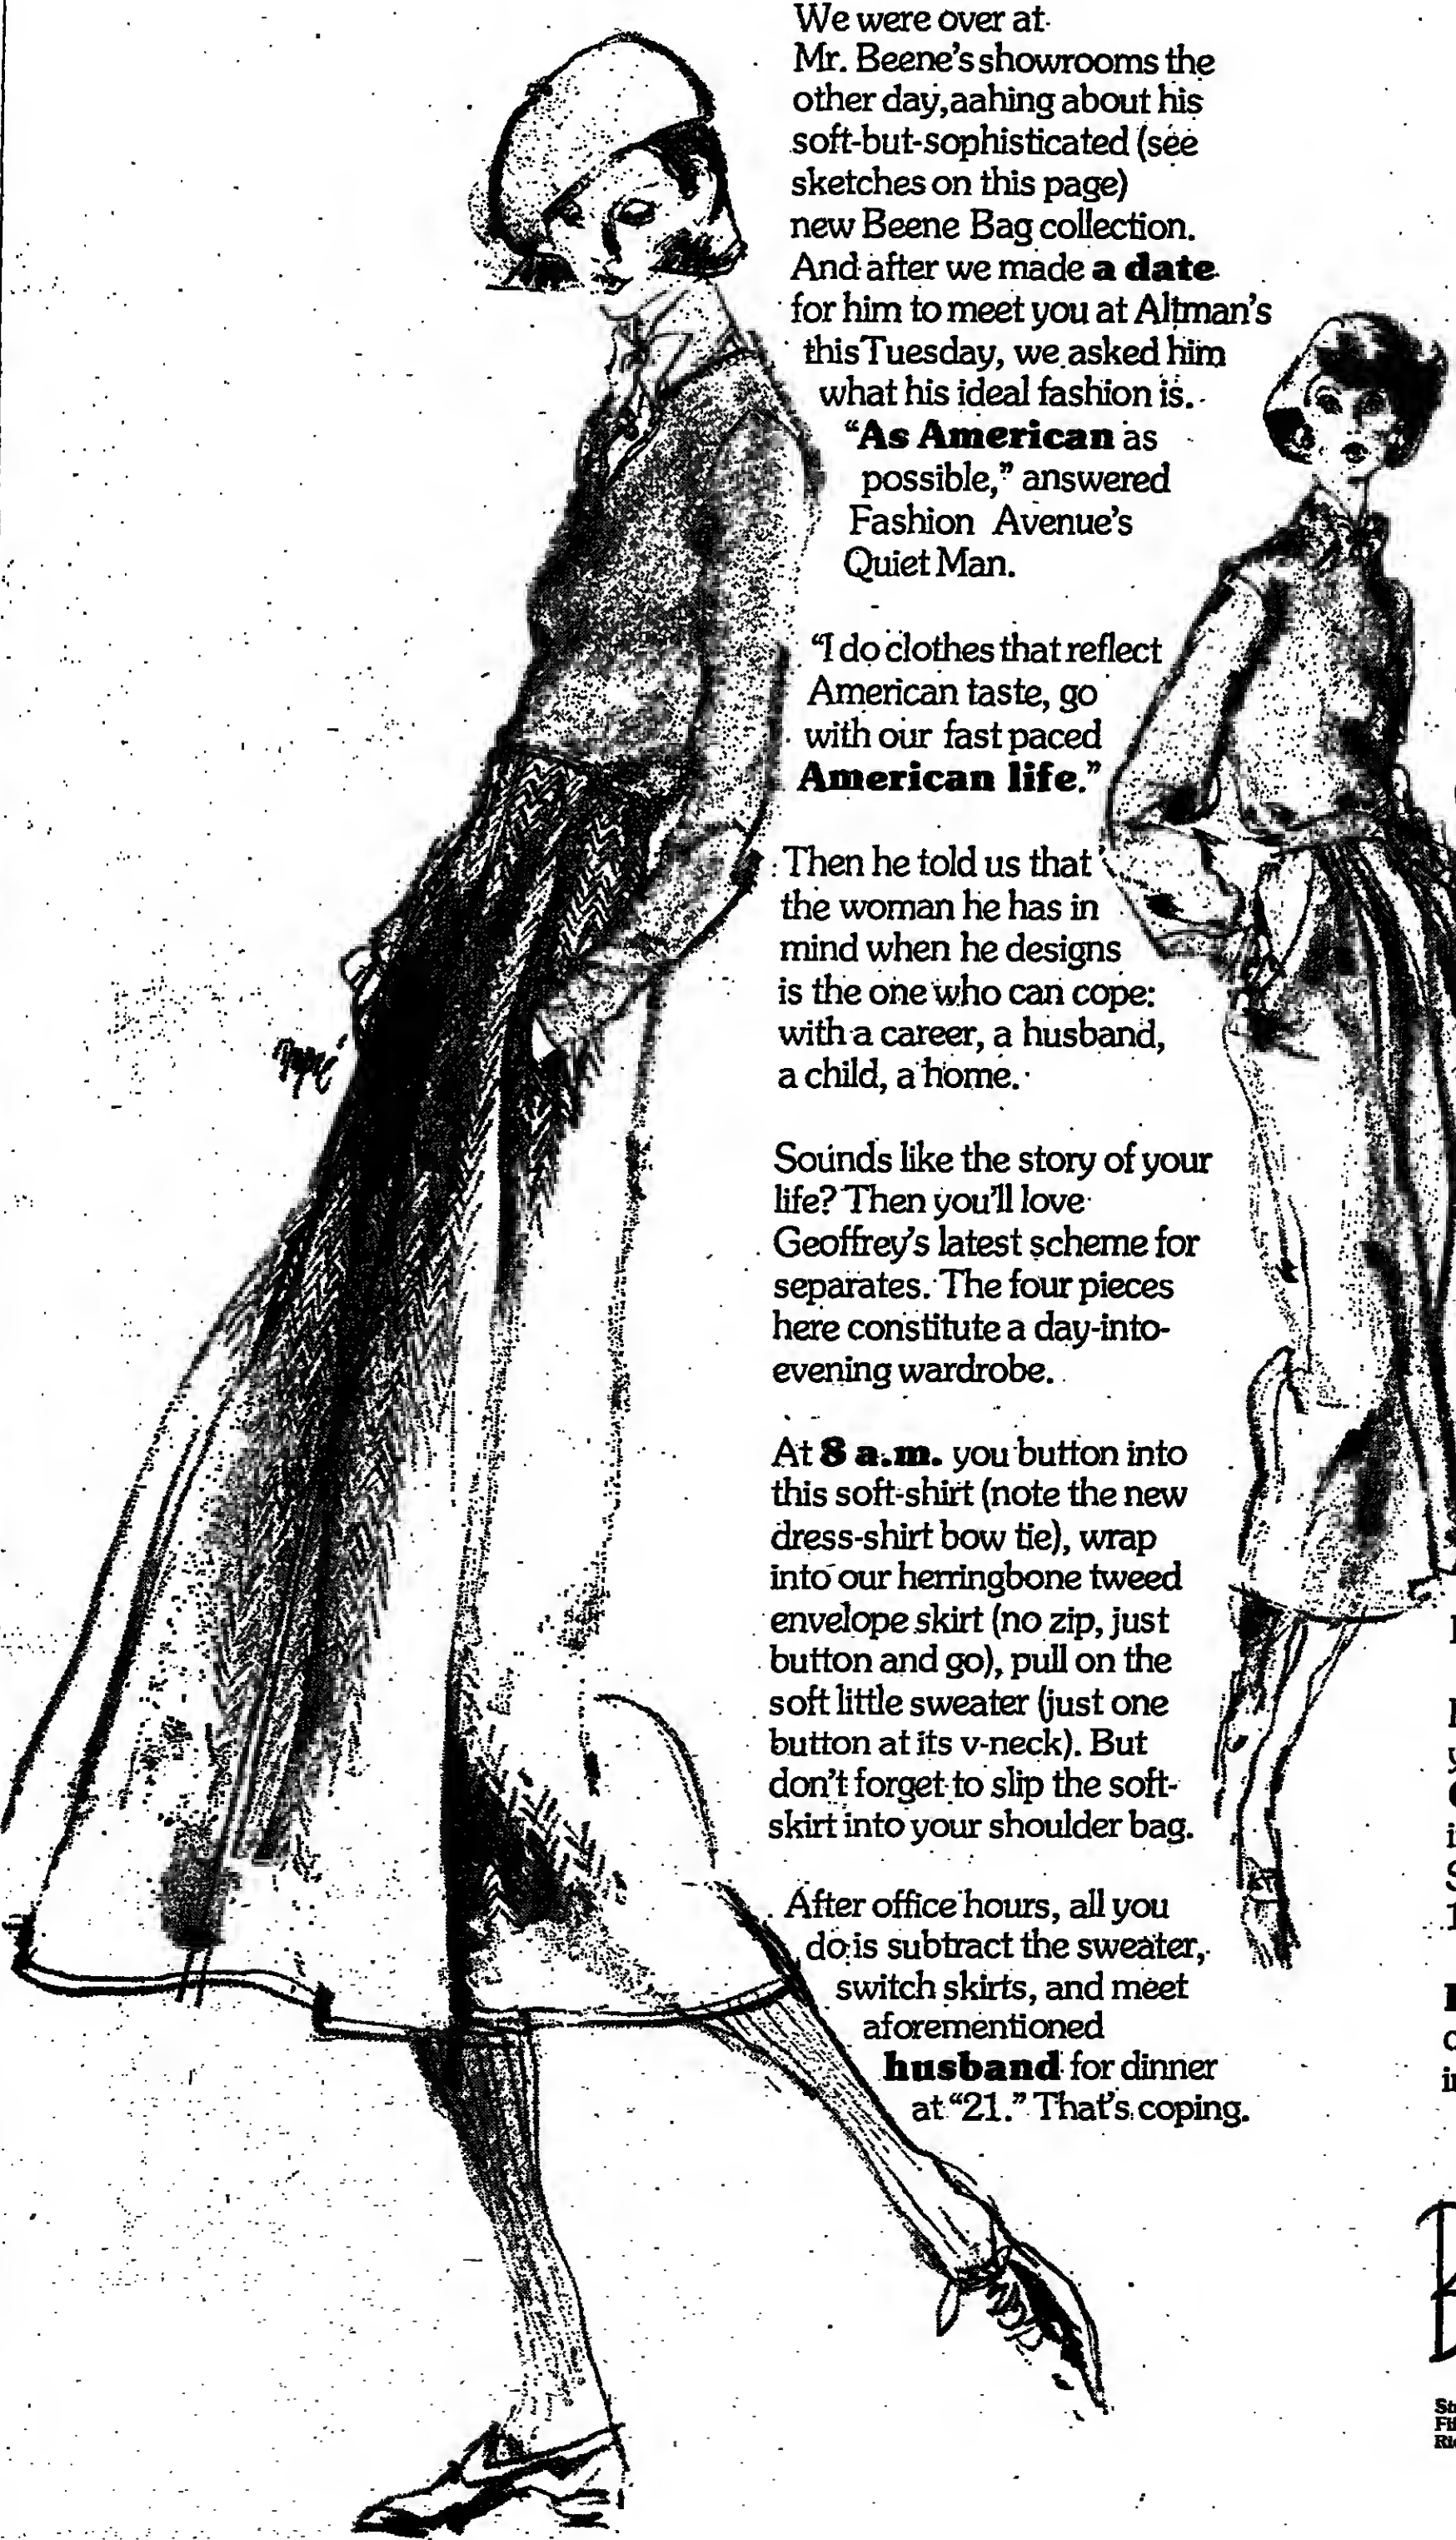 We were over at
Mr. Beene's showrooms the
other day, aahing about his
soft-but-sophisticated (see
sketches on this page)
new Beene Bag collection.
And after we made a date
for him to meet you at Altman's
this Tuesday, we asked him
what his ideal fashion is.
“As American as
possible,” answered
Fashion Avenue's
Quiet Man.
“I do clothes that reflect
American taste, go
with our fast paced
American life.”
Then he told us that
the woman he has in
mind when he designs
is the one who can cope:
with a career, a husband,
a child, a home.
Sounds like the story of your
life? Then you'll love
Geoffrey's latest scheme for
separates. The four pieces
here constitute a day-into-
evening wardrobe.
At 8 a.m. you button into
this soft-shirt (note the new
dress-shirt bow tie), wrap
into our herringbone tweed
envelope skirt (no zip, just
button and go), pull on the
soft little sweater (just one
button at its v-neck). But
don't forget to slip the soft-
skirt into your shoulder bag.
After office hours, all you
do is subtract the sweater,
switch skirts, and meet
aforementioned
husband for dinner
at “21.” That's coping.